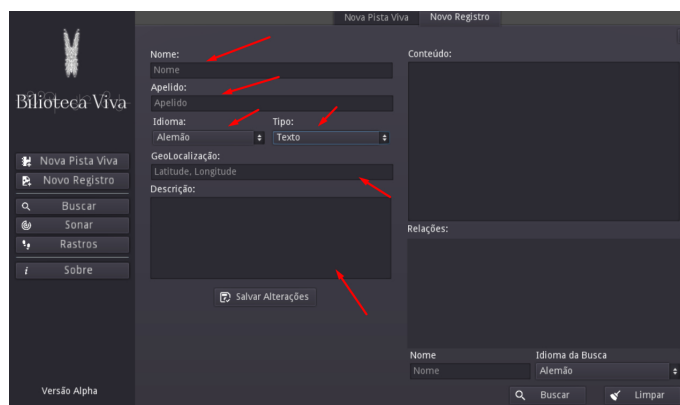 Nova Pista Viva
Novo Registro
Bilioteca Viva
Nova Pista Viva
Novo Registro
Buscar
Sonar
Rastros
i Sobre
Versão Alpha
Nome:
Nome
Apelido:
Apelido
Idioma: Tipo:
Alemão Texto
GeoLocalização:
Latitude, Longitude
Descrição:
Salvar Alterações
Conteúdo:
Relações:
Nome Idioma da Busca
Nome Alemão
Buscar Limpar